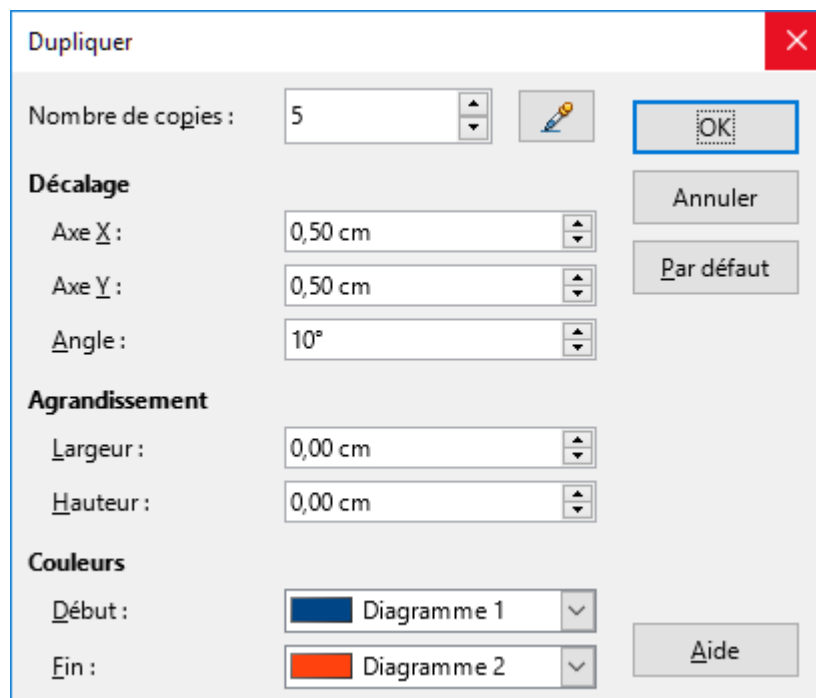 Dupliquer
Nombre de copies : 5
OK
Décalage
Annuler
Axe X : 0,50 cm
Axe Y : 0,50 cm
Par défaut
Angle : 10°
Agrandissement
Largeur : 0,00 cm
Hauteur : 0,00 cm
Couleurs
Début : Diagramme 1
Aide
Fin : Diagramme 2